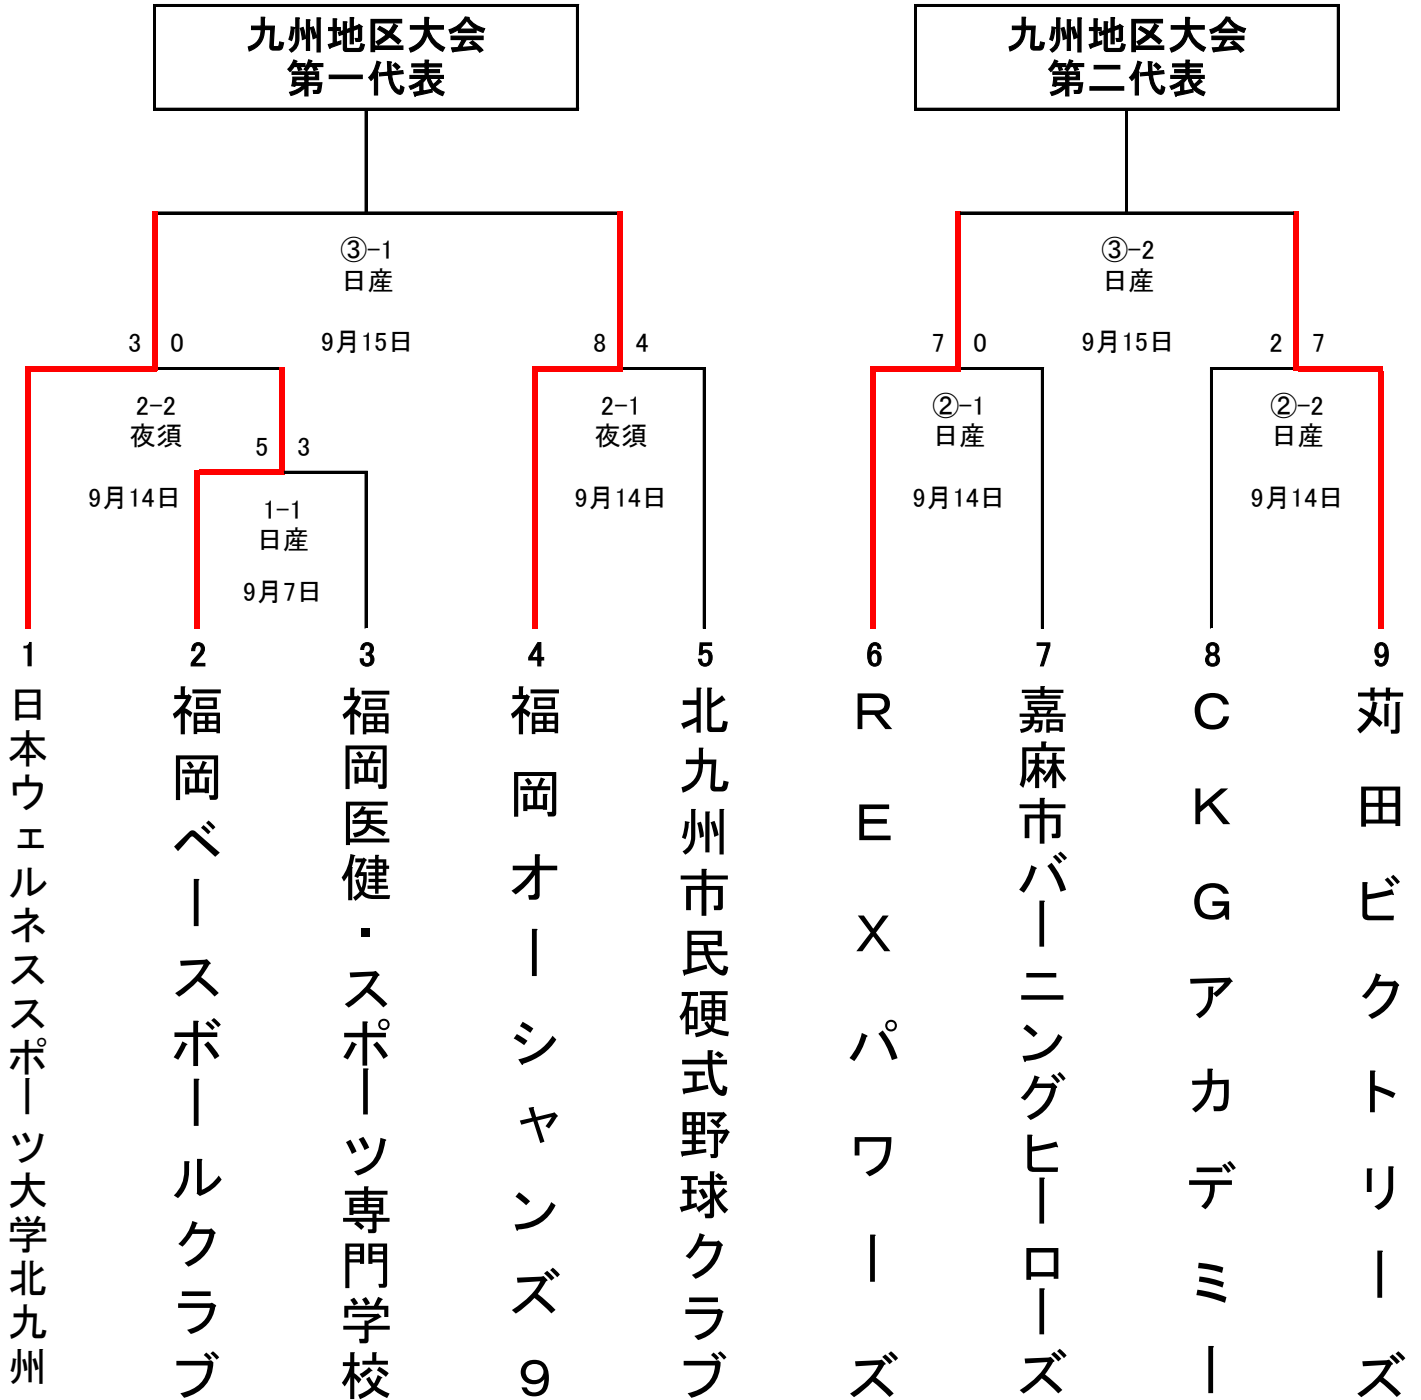 九州地区大会
第一代表
九州地区大会
第二代表
③-1
日産
9月15日
③-2
日産
9月15日
3 0
8 4
7 0
2 7
2-2
夜須
9月14日
5 3
1-1
日産
9月7日
2-1
夜須
9月14日
②-1
日産
9月14日
②-2
日産
9月14日
1
日本ウェルネススポーツ大学北九州
2
福岡ベースボールクラブ
3
福岡医健・スポーツ専門学校
4
福岡オーシャンズ9
5
北九州市民硬式野球クラブ
6
REXパワーズ
7
嘉麻市バーニングヒーローズ
8
CKGアカデミー
9
苅田ビクトリーズ